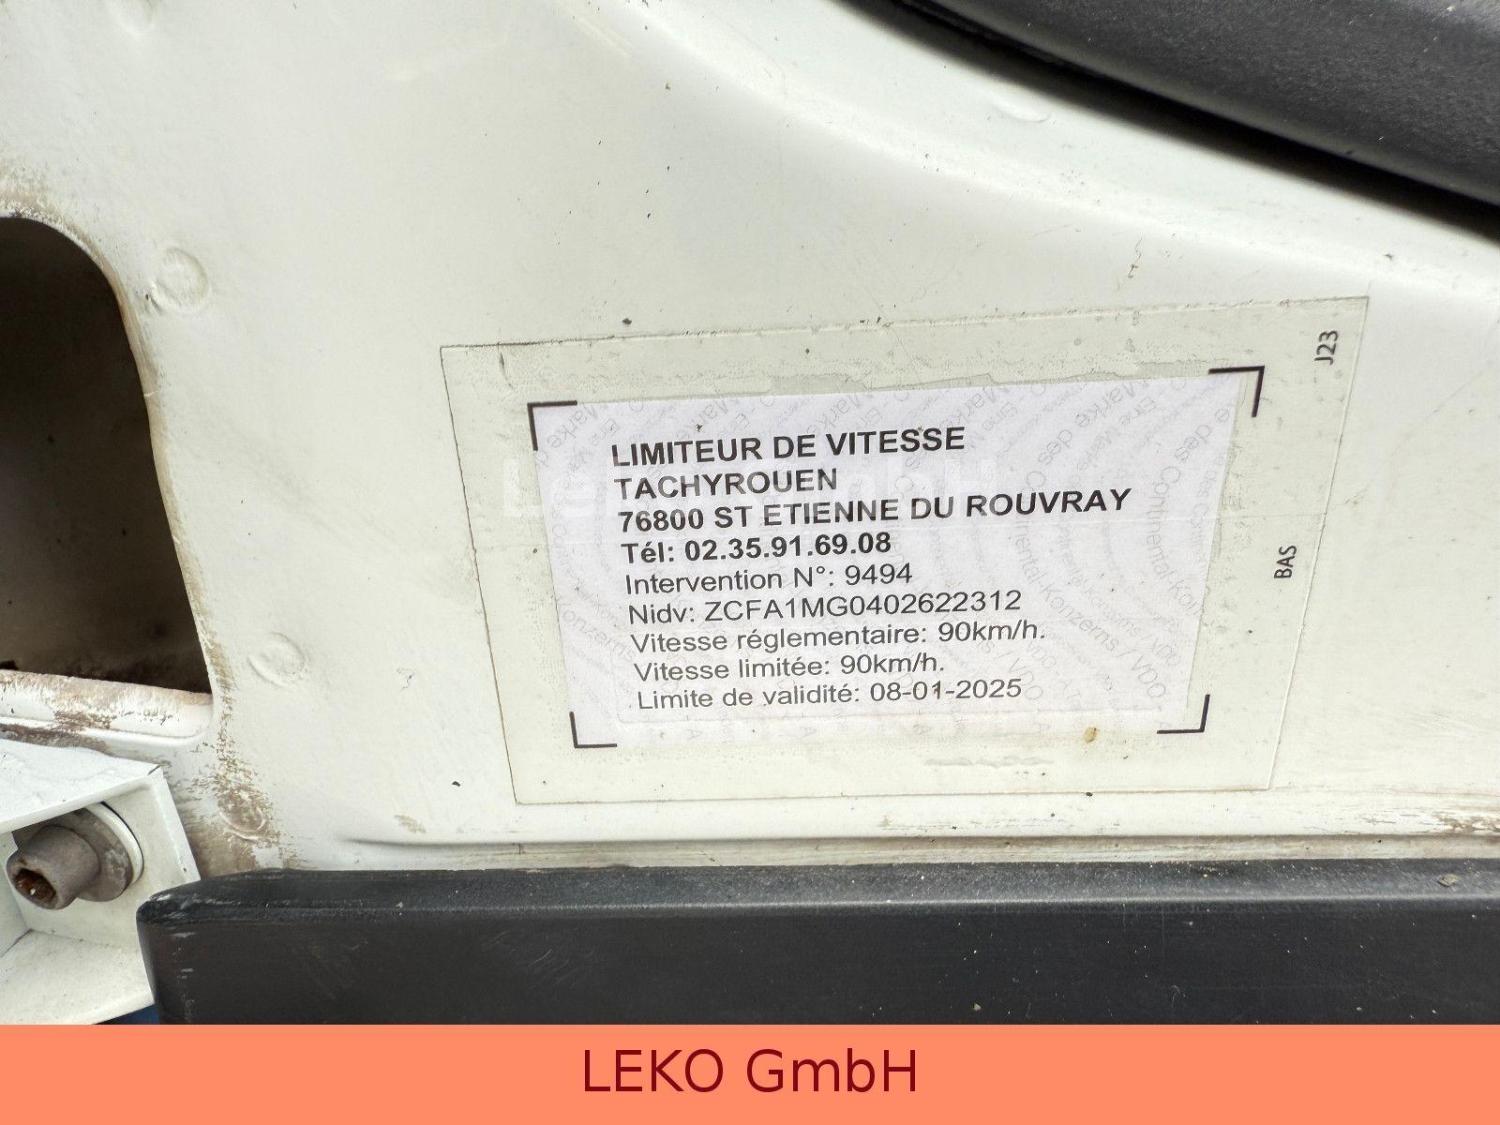 LIMITEUR DE VITESSE
TACHYROUEN
76800 ST ETIENNE DU ROUVRAY
Tél: 02.35.91.69.08
Intervention N°: 9494
Nidv: ZCFA1MG0402622312
Vitesse réglementaire: 90km/h.
Vitesse limitée: 90km/h.
Limite de validité: 08-01-2025
J23
BAS
LEKO GmbH